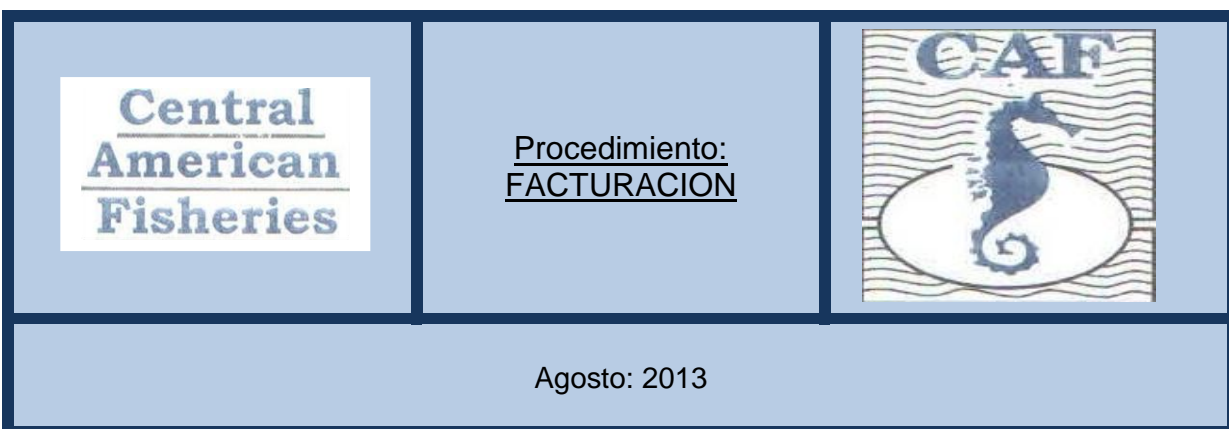 Central
American
Fisheries
Procedimiento:
FACTURACION
CAF
Agosto: 2013